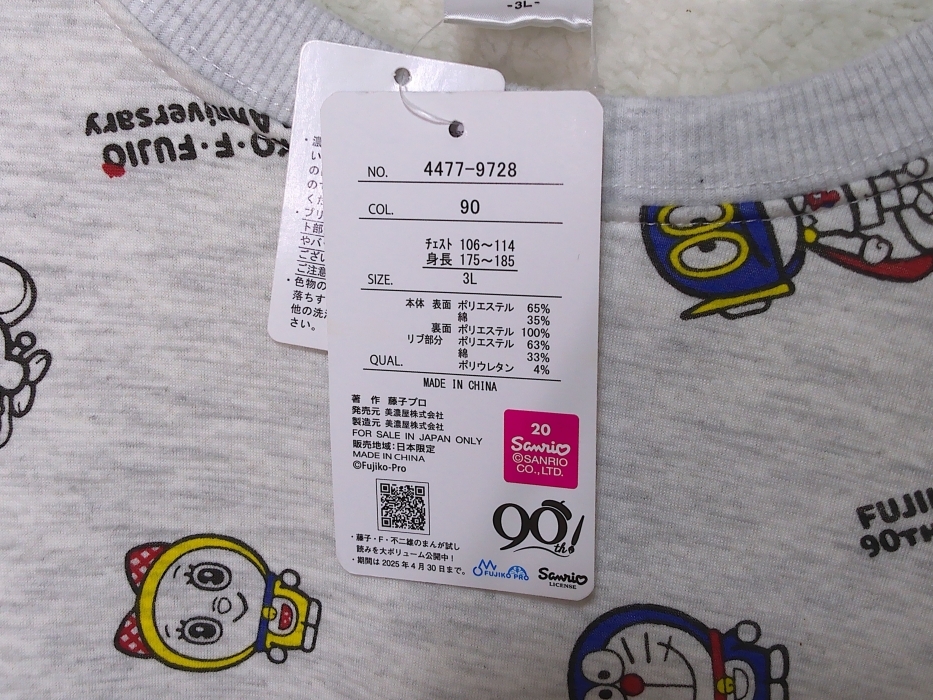 -3L-
Anniversary
KO・F・FUJIO
・濃
い
の
の
く
・プリ
ト部
やバ
ござい
ご注意
・色物の
落ちす
他の洗
さい。
NO. 4477-9728
COL. 90
チェスト 106～114
身長 175～185
SIZE. 3L
本体 表面 ポリエステル 65%
綿 35%
裏面 ポリエステル 100%
リブ部分 ポリエステル 63%
綿 33%
QUAL. ポリウレタン 4%
MADE IN CHINA
著 作 藤子プロ
発売元 美濃屋株式会社
製造元 美濃屋株式会社
FOR SALE IN JAPAN ONLY
販売地域:日本限定
MADE IN CHINA
©Fujiko-Pro
20
Sanrio
©SANRIO
CO.,LTD.
90th!
・藤子・F・不二雄のまんが試し
読みを大ボリューム公開中！
・期間は 2025 年 4 月 30 日まで。
FUJIKO PRO
Sanrio
LICENSE
FUJI
90TH